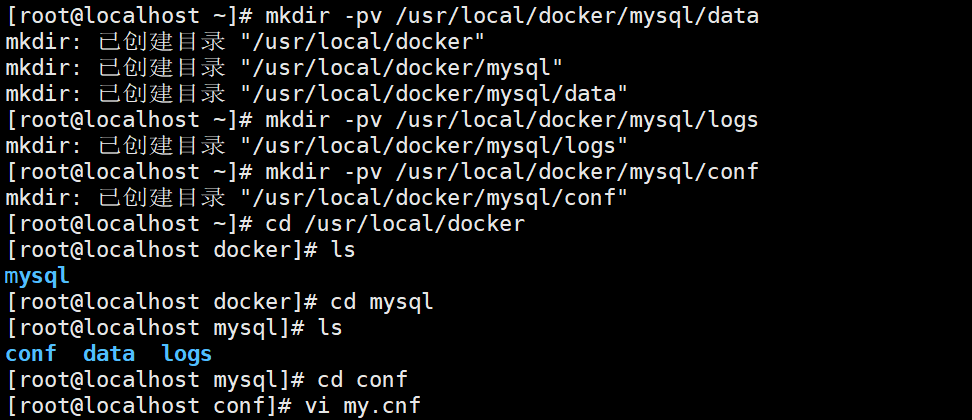 [root@localhost ~]# mkdir -pv /usr/local/docker/mysql/data
mkdir: 已创建目录 "/usr/local/docker"
mkdir: 已创建目录 "/usr/local/docker/mysql"
mkdir: 已创建目录 "/usr/local/docker/mysql/data"
[root@localhost ~]# mkdir -pv /usr/local/docker/mysql/logs
mkdir: 已创建目录 "/usr/local/docker/mysql/logs"
[root@localhost ~]# mkdir -pv /usr/local/docker/mysql/conf
mkdir: 已创建目录 "/usr/local/docker/mysql/conf"
[root@localhost ~]# cd /usr/local/docker
[root@localhost docker]# ls
mysql
[root@localhost docker]# cd mysql
[root@localhost mysql]# ls
conf  data  logs
[root@localhost mysql]# cd conf
[root@localhost conf]# vi my.cnf